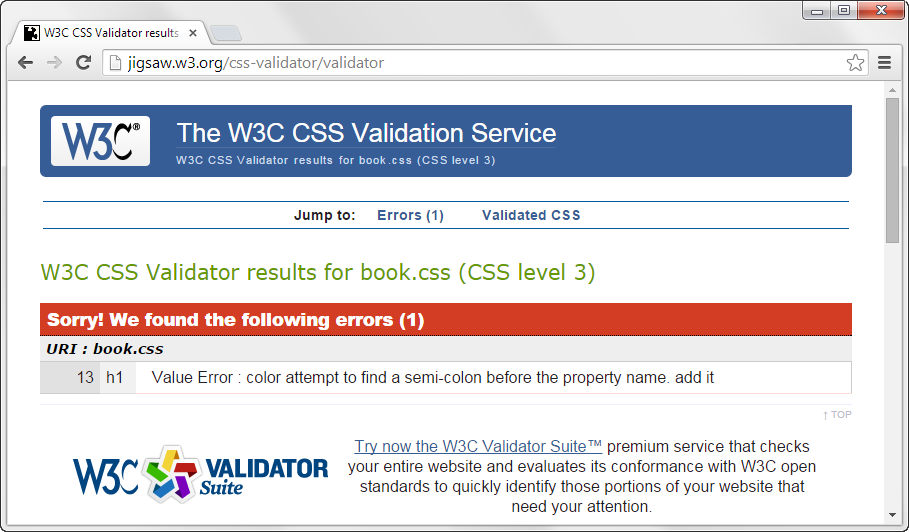 W3C CSS Validator results
jigsaw.w3.org/css-validator/validator
W3C®
The W3C CSS Validation Service
W3C CSS Validator results for book.css (CSS level 3)
Jump to: Errors (1) Validated CSS
W3C CSS Validator results for book.css (CSS level 3)
Sorry! We found the following errors (1)
URI : book.css
13 h1 Value Error : color attempt to find a semi-colon before the property name. add it
↑ TOP
W3C VALIDATOR
Suite
Try now the W3C Validator Suite™ premium service that checks
your entire website and evaluates its conformance with W3C open
standards to quickly identify those portions of your website that
need your attention.